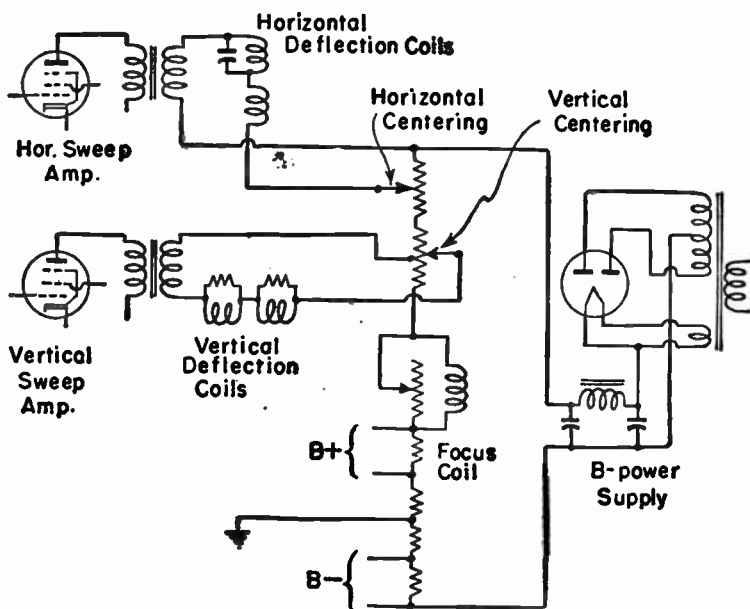 Horizontal
Deflection Coils
Horizontal
Centering
Vertical
Centering
Hor. Sweep
Amp.
Vertical
Sweep
Amp.
Vertical
Deflection
Coils
B+
Focus
Coil
B-power
Supply
B-